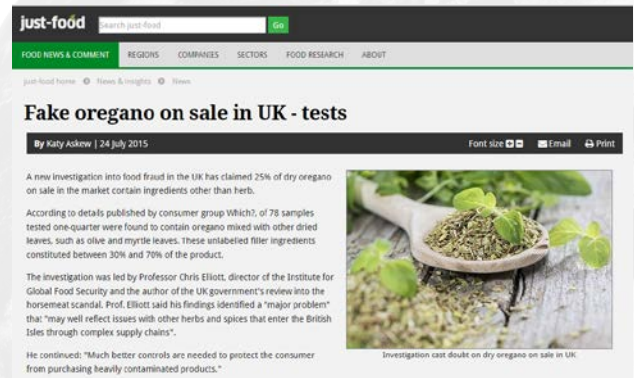 just-food
Search just-food
Go
FOOD NEWS & COMMENT REGIONS COMPANIES SECTORS FOOD RESEARCH ABOUT
just-food home News & Insights News
Fake oregano on sale in UK - tests
By Katy Askew | 24 July 2015
Font size Email Print
A new investigation into food fraud in the UK has claimed 25% of dry oregano
on sale in the market contain ingredients other than herb.
According to details published by consumer group Which?, of 78 samples
tested one-quarter were found to contain oregano mixed with other dried
leaves, such as olive and myrtle leaves. These unlabelled filler ingredients
constituted between 30% and 70% of the product.
The investigation was led by Professor Chris Elliott, director of the Institute for
Global Food Security and the author of the UK government's review into the
horsemeat scandal. Prof. Elliott said his findings identified a "major problem"
that "may well reflect issues with other herbs and spices that enter the British
Isles through complex supply chains".
He continued: "Much better controls are needed to protect the consumer
from purchasing heavily contaminated products."
Investigation cast doubt on dry oregano on sale in UK